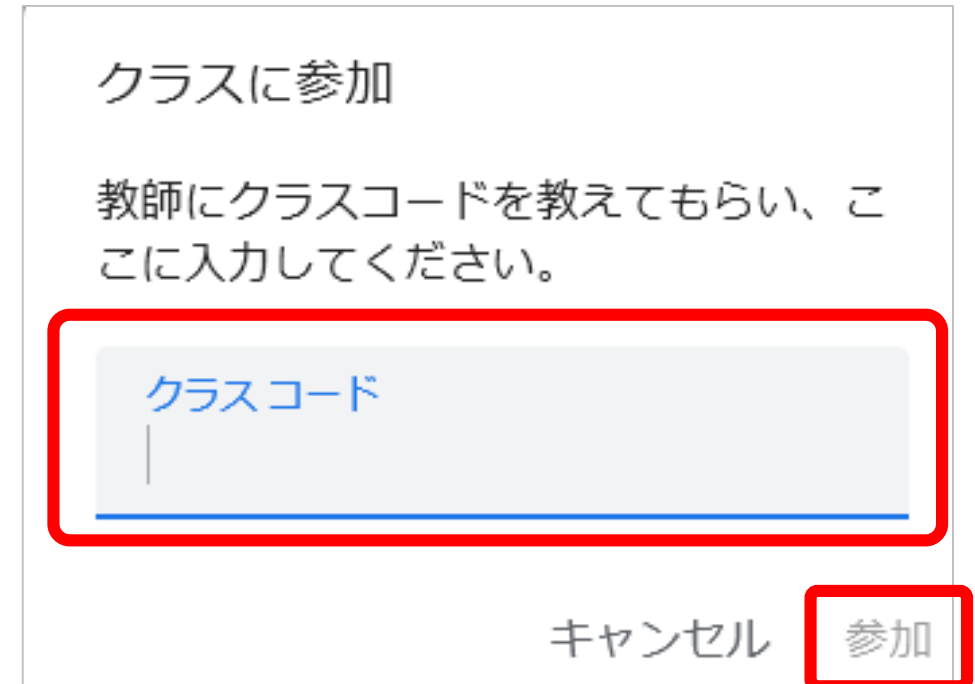 クラスに参加
教師にクラスコードを教えてもらい、こ
こに入力してください。
クラス コード
キャンセル 参加